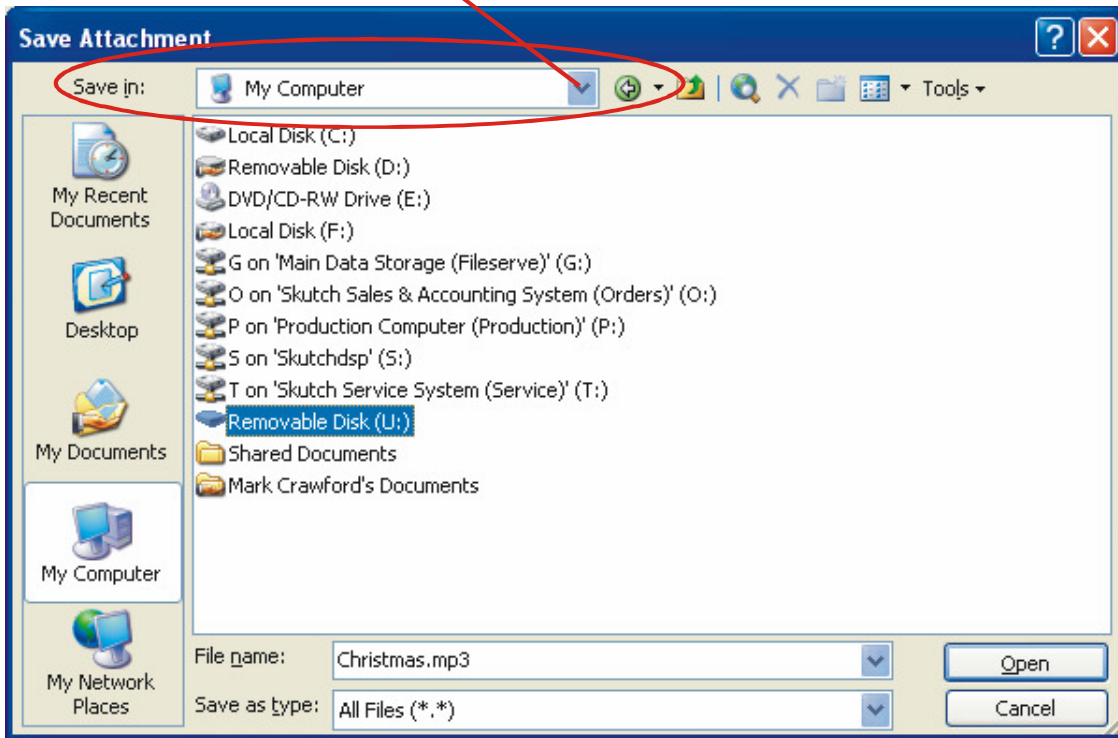 Save Attachment
Save in:
My Computer
Tools
My Recent
Documents
Desktop
My Documents
My Computer
My Network
Places
Local Disk (C:)
Removable Disk (D:)
DVD/CD-RW Drive (E:)
Local Disk (F:)
G on 'Main Data Storage (Fileserve)' (G:)
O on 'Skutch Sales & Accounting System (Orders)' (O:)
P on 'Production Computer (Production)' (P:)
S on 'Skutchdsp' (S:)
T on 'Skutch Service System (Service)' (T:)
Removable Disk (U:)
Shared Documents
Mark Crawford's Documents
File name:
Christmas.mp3
Open
Save as type:
All Files (*.*)
Cancel